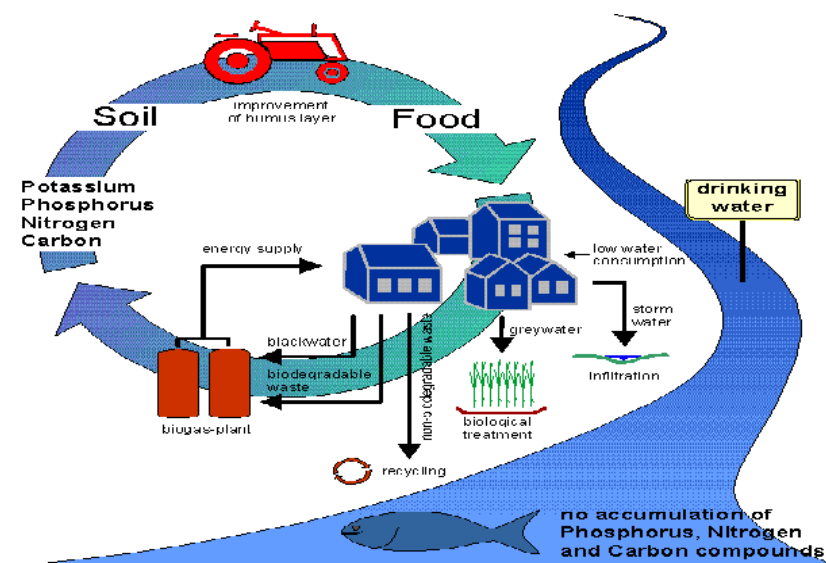 Soil
improvement
of humus layer
Food
Potassium
Phosphorus
Nitrogen
Carbon
drinking
water
energy supply
low water
consumption
storm
water
blackwater
greywater
biodegradable
waste
non-biodegradable waste
infiltration
biogas-plant
biological
treatment
recycling
no accumulation of
Phosphorus, Nitrogen
and Carbon compounds